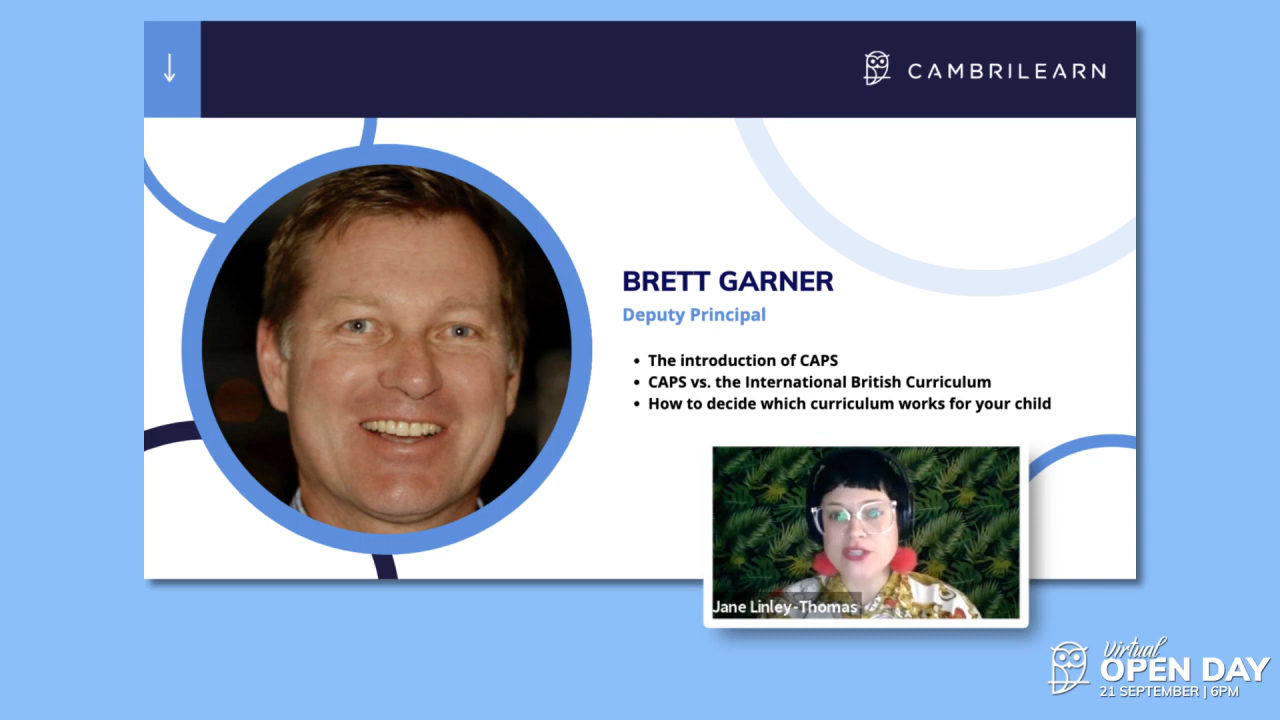 CAMBRILEARN
BRETT GARNER
Deputy Principal
• The introduction of CAPS
• CAPS vs. the International British Curriculum
• How to decide which curriculum works for your child
Jane Linley-Thomas
Virtual
OPEN DAY
21 SEPTEMBER | 6PM